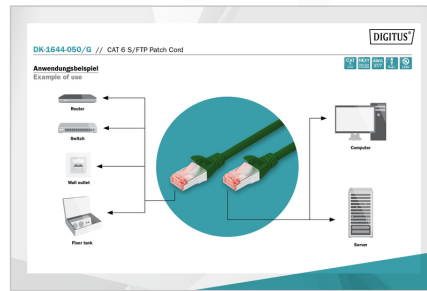 DIGITUS®
DK-1644-050/G // CAT 6 S/FTP Patch Cord
Anwendungsbeispiel
Example of use
Router
Switch
Wall outlet
Floor tank
Computer
Server